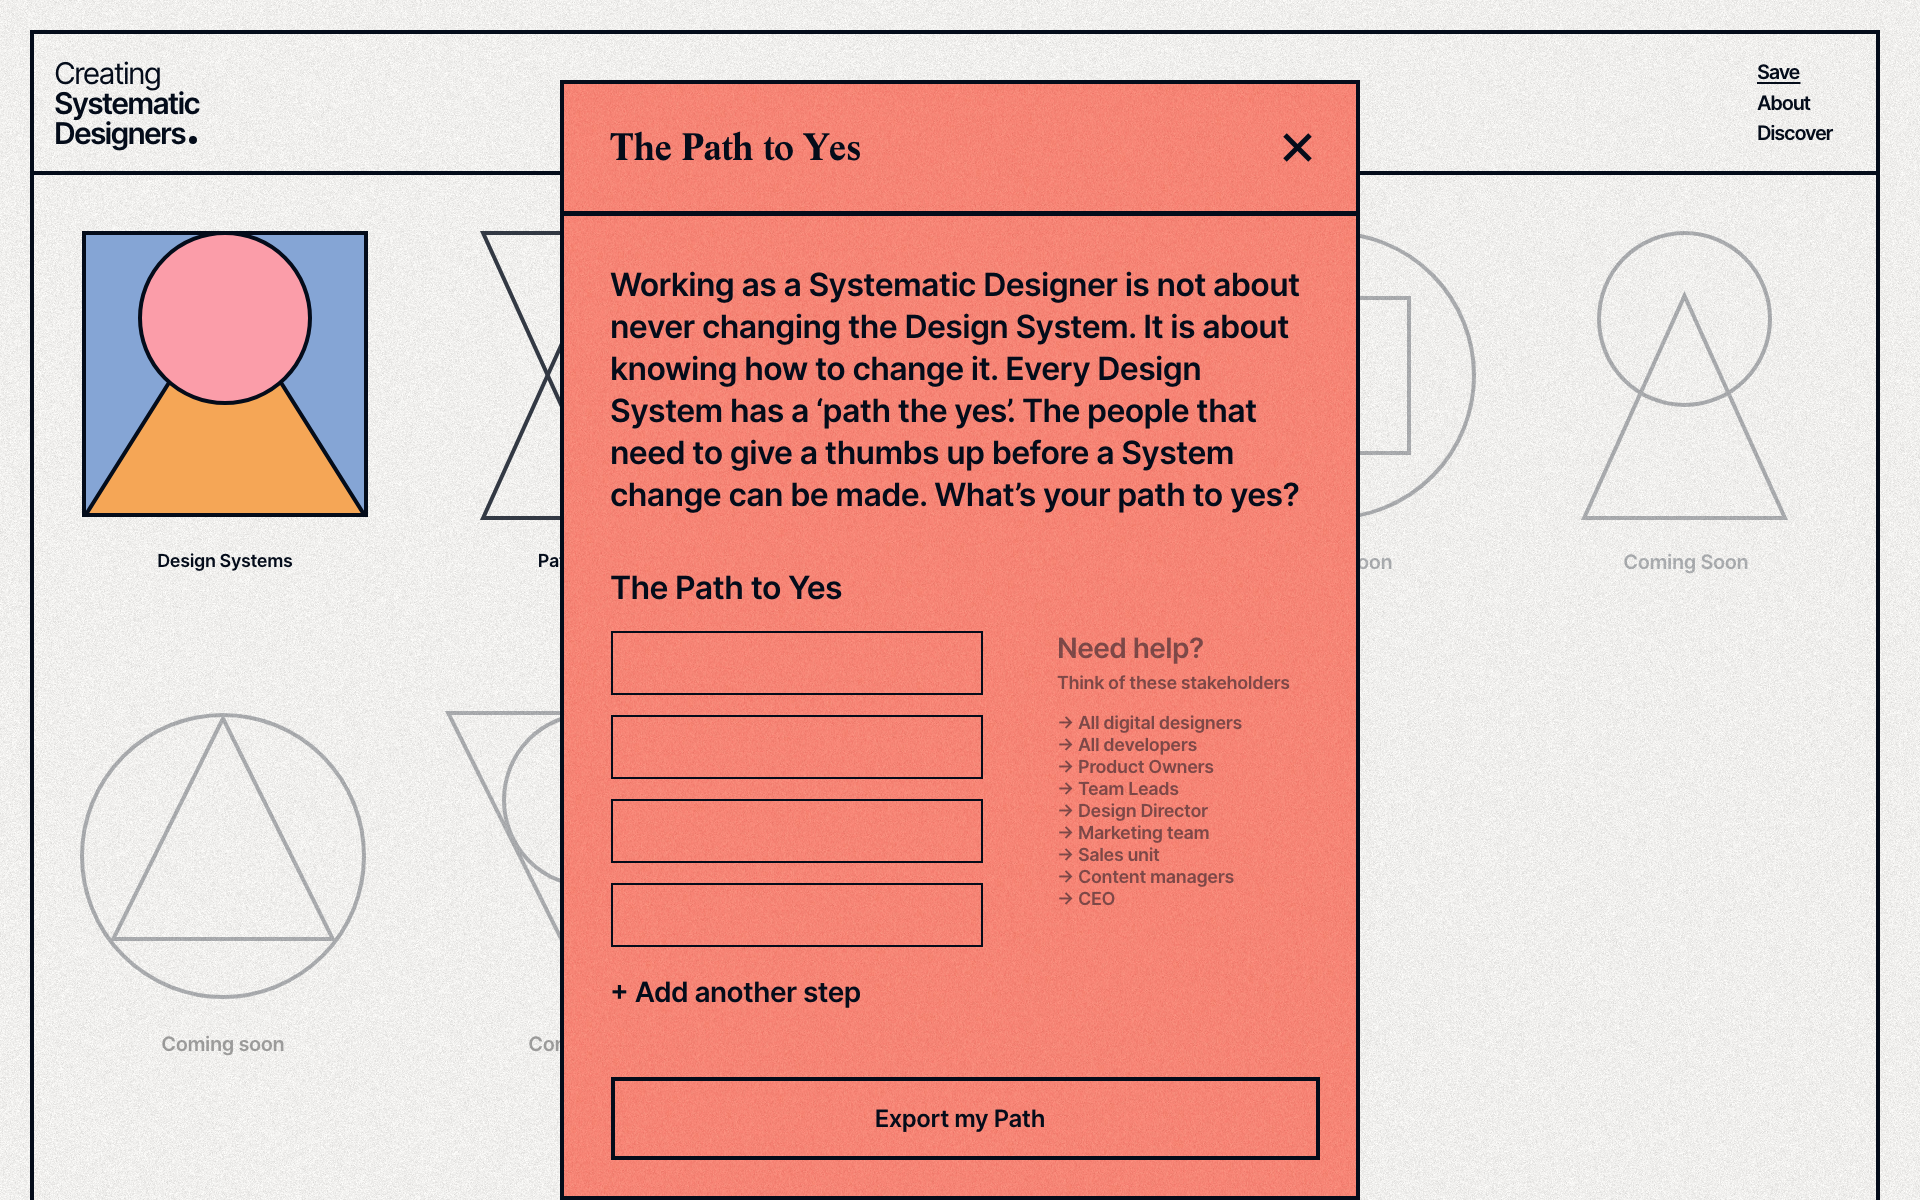 Creating
Systematic
Designers.
Save
About
Discover
The Path to Yes
Working as a Systematic Designer is not about
never changing the Design System. It is about
knowing how to change it. Every Design
System has a ‘path the yes’. The people that
need to give a thumbs up before a System
change can be made. What’s your path to yes?
The Path to Yes
Need help?
Think of these stakeholders
→ All digital designers
→ All developers
→ Product Owners
→ Team Leads
→ Design Director
→ Marketing team
→ Sales unit
→ Content managers
→ CEO
+ Add another step
Export my Path
Design Systems
Coming Soon
Coming soon